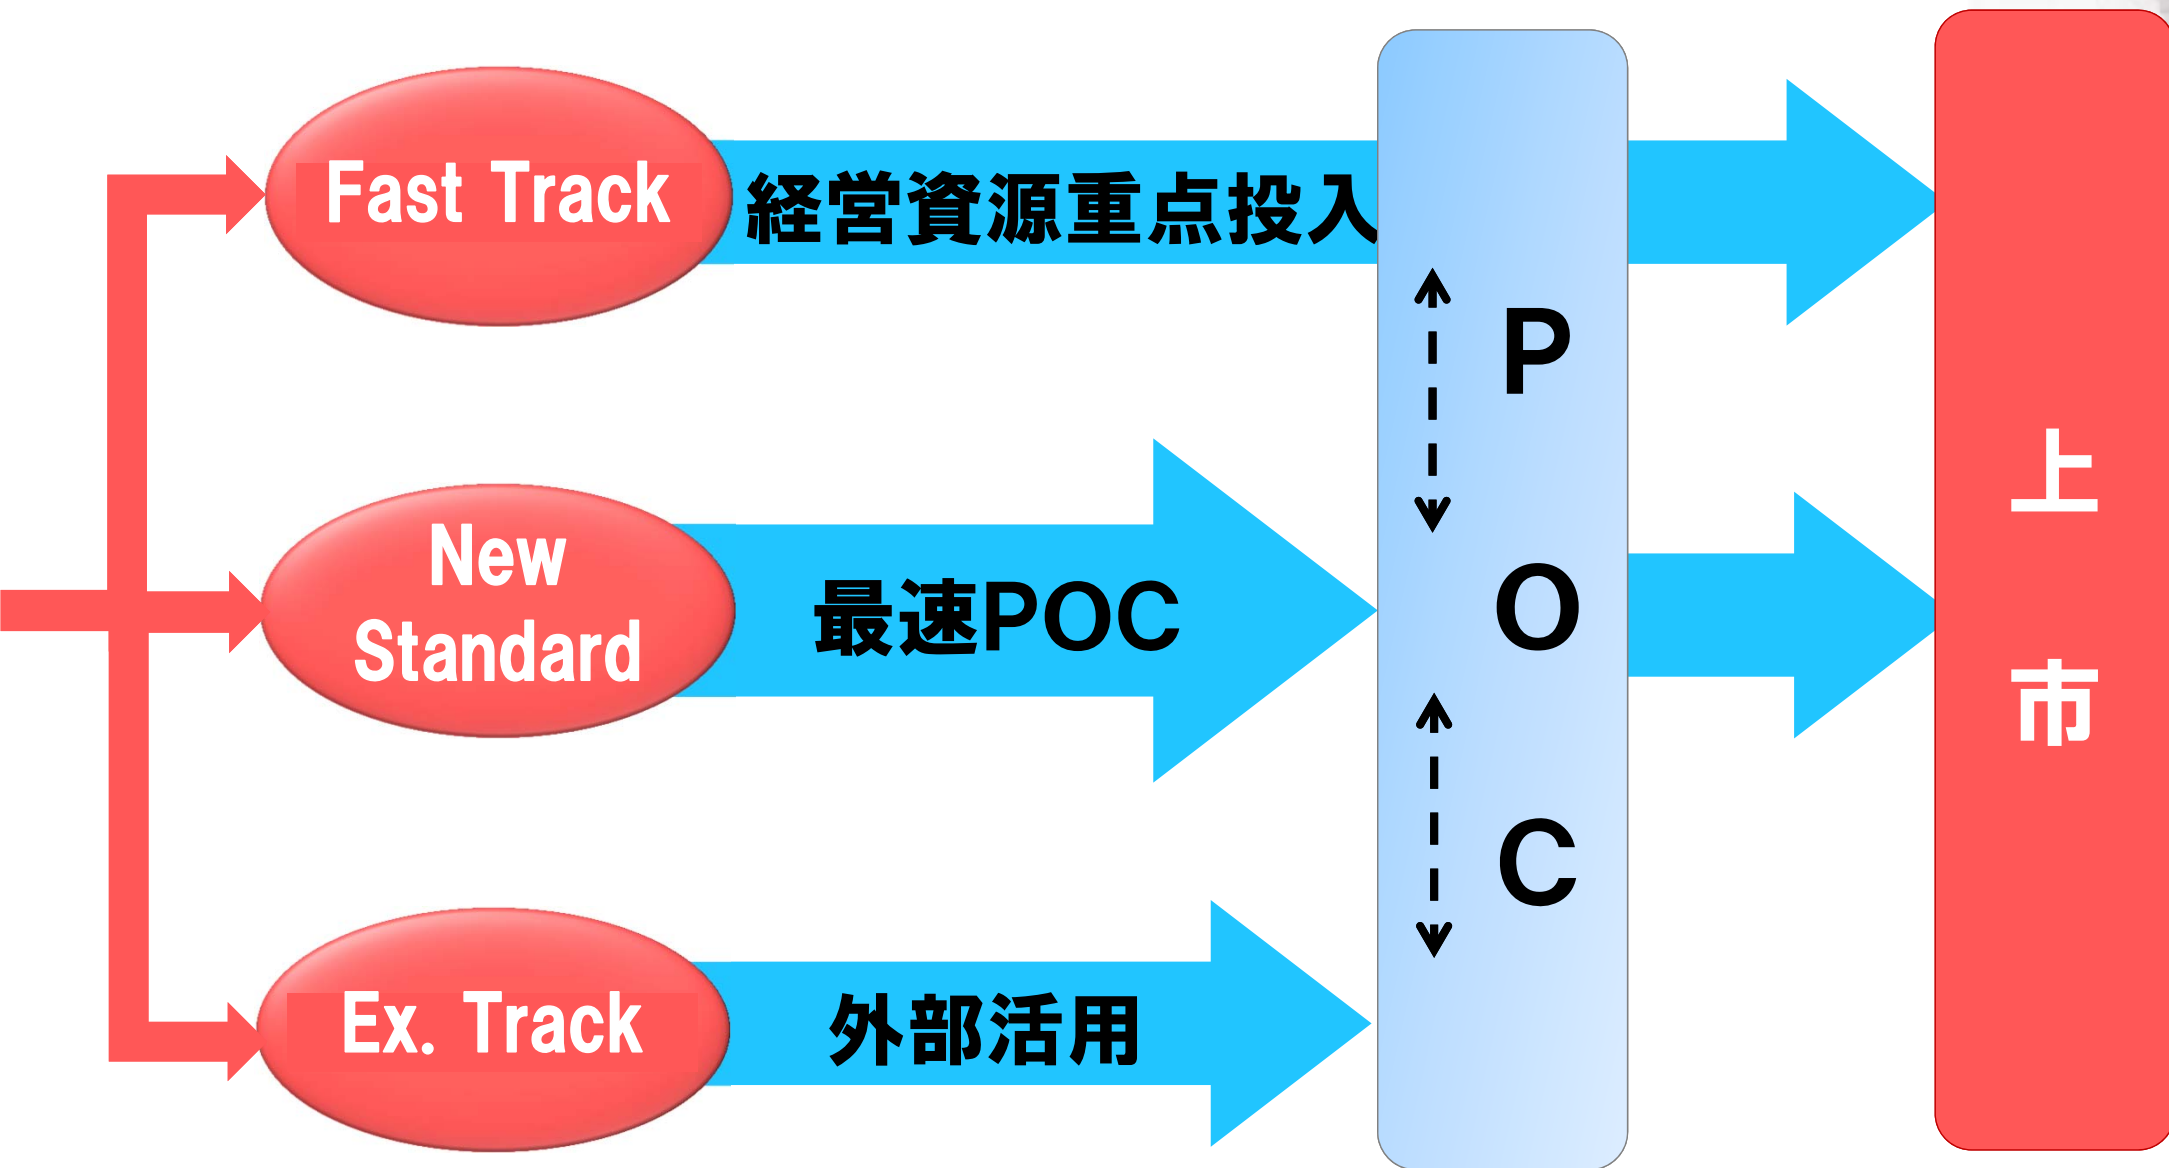 Fast Track
経営資源重点投入
New
Standard
最速POC
Ex. Track
外部活用
P
O
C
上
市